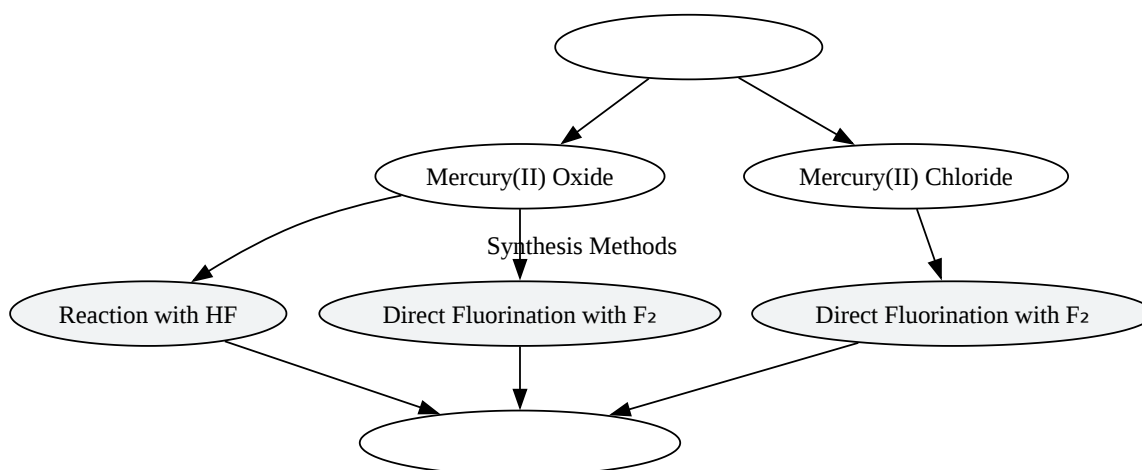 Mercury(II) Oxide
Mercury(II) Chloride
Synthesis Methods
Reaction with HF
Direct Fluorination with F₂
Direct Fluorination with F₂